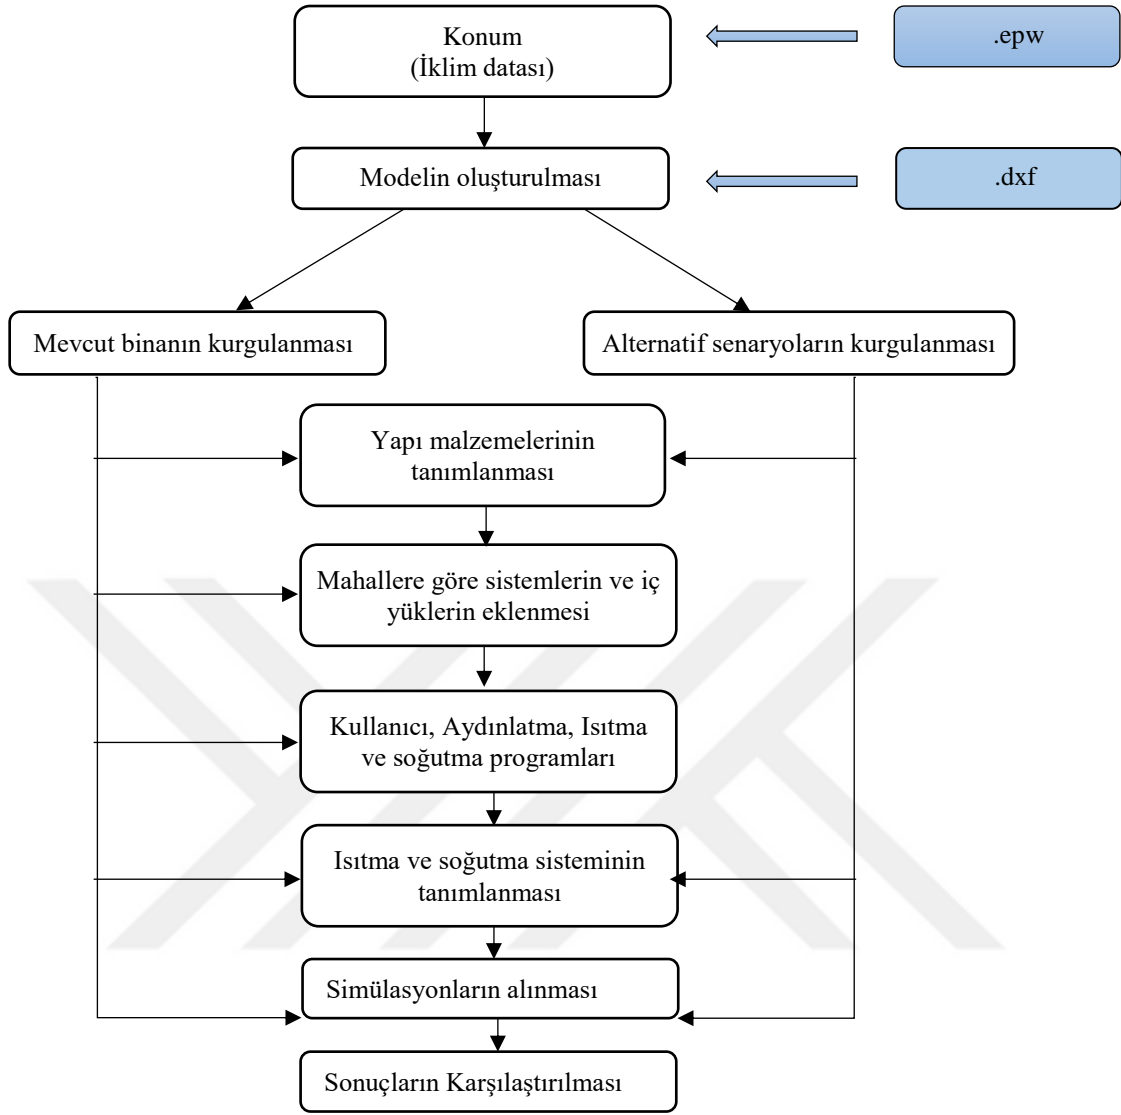 Konum
(İklim datası)
.epw
Modelin oluşturulması
.dxf
Mevcut binanın kurgulanması
Alternatif senaryoların kurgulanması
Yapı malzemelerinin
tanımlanması
Mahallere göre sistemlerin ve iç
yüklerin eklenmesi
Kullanıcı, Aydınlatma, Isıtma
ve soğutma programları
Isıtma ve soğutma sisteminin
tanımlanması
Simülasyonların alınması
Sonuçların Karşılaştırılması